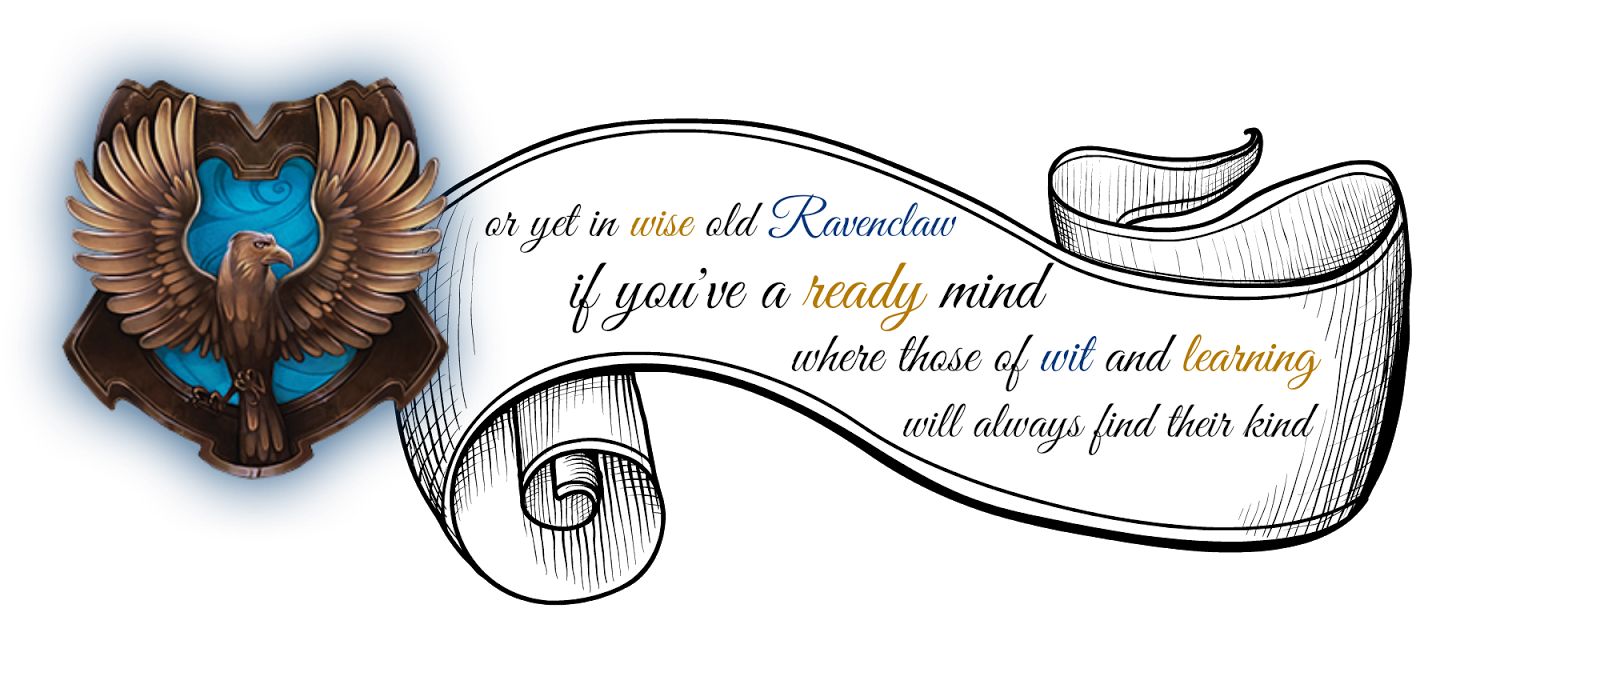 or yet in wise old Ravenclaw
if you've a ready mind
where those of wit and learning
will always find their kind